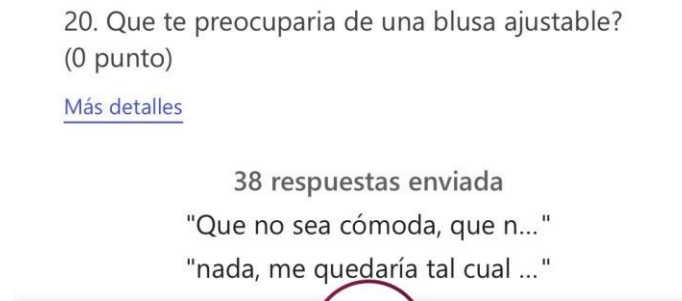 20. Que te preocuparia de una blusa ajustable?
(0 punto)
Más detalles
38 respuestas enviada
"Que no sea cómoda, que n..."
"nada, me quedaría tal cual ..."